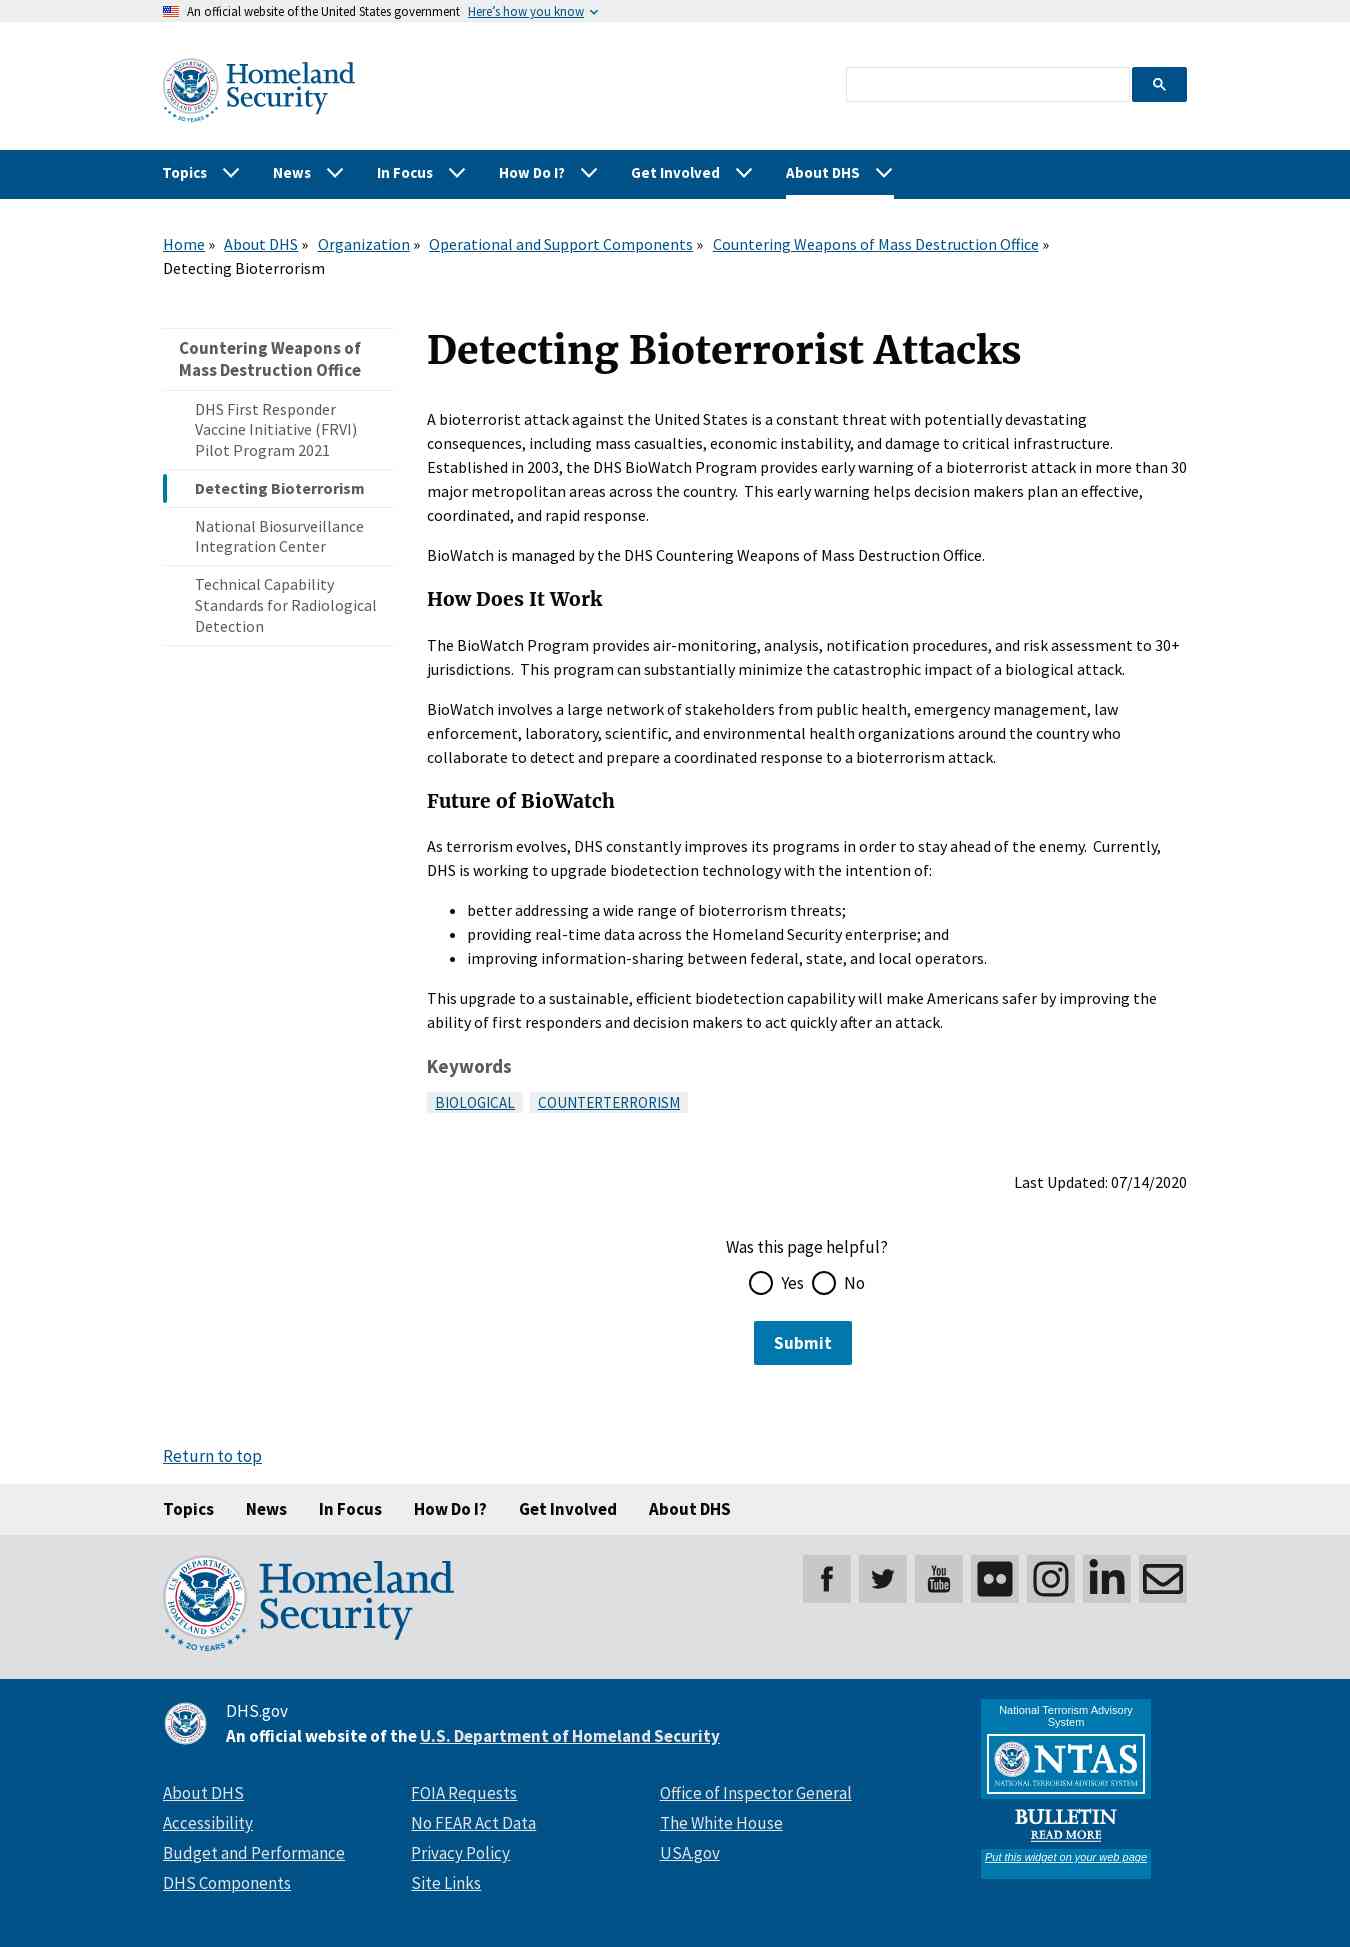 An official website of the United States government Here’s how you know
U.S. DEPARTMENT OF HOMELAND SECURITY
20 YEARS
Homeland
Security
Topics News In Focus How Do I? Get Involved About DHS
Home » About DHS » Organization » Operational and Support Components » Countering Weapons of Mass Destruction Office »
Detecting Bioterrorism
Countering Weapons of
Mass Destruction Office
DHS First Responder
Vaccine Initiative (FRVI)
Pilot Program 2021
Detecting Bioterrorism
National Biosurveillance
Integration Center
Technical Capability
Standards for Radiological
Detection
Detecting Bioterrorist Attacks
A bioterrorist attack against the United States is a constant threat with potentially devastating
consequences, including mass casualties, economic instability, and damage to critical infrastructure.
Established in 2003, the DHS BioWatch Program provides early warning of a bioterrorist attack in more than 30
major metropolitan areas across the country.  This early warning helps decision makers plan an effective,
coordinated, and rapid response.
BioWatch is managed by the DHS Countering Weapons of Mass Destruction Office.
How Does It Work
The BioWatch Program provides air-monitoring, analysis, notification procedures, and risk assessment to 30+
jurisdictions.  This program can substantially minimize the catastrophic impact of a biological attack.
BioWatch involves a large network of stakeholders from public health, emergency management, law
enforcement, laboratory, scientific, and environmental health organizations around the country who
collaborate to detect and prepare a coordinated response to a bioterrorism attack.
Future of BioWatch
As terrorism evolves, DHS constantly improves its programs in order to stay ahead of the enemy.  Currently,
DHS is working to upgrade biodetection technology with the intention of:
• better addressing a wide range of bioterrorism threats;
• providing real-time data across the Homeland Security enterprise; and
• improving information-sharing between federal, state, and local operators.
This upgrade to a sustainable, efficient biodetection capability will make Americans safer by improving the
ability of first responders and decision makers to act quickly after an attack.
Keywords
BIOLOGICAL COUNTERTERRORISM
Last Updated: 07/14/2020
Was this page helpful?
Yes No
Submit
Return to top
Topics News In Focus How Do I? Get Involved About DHS
U.S. DEPARTMENT OF HOMELAND SECURITY
20 YEARS
Homeland
Security
f You Tube in
DHS.gov
An official website of the U.S. Department of Homeland Security
About DHS FOIA Requests Office of Inspector General
Accessibility No FEAR Act Data The White House
Budget and Performance Privacy Policy USA.gov
DHS Components Site Links
National Terrorism Advisory
System
NTAS
NATIONAL TERRORISM ADVISORY SYSTEM
BULLETIN
READ MORE
Put this widget on your web page